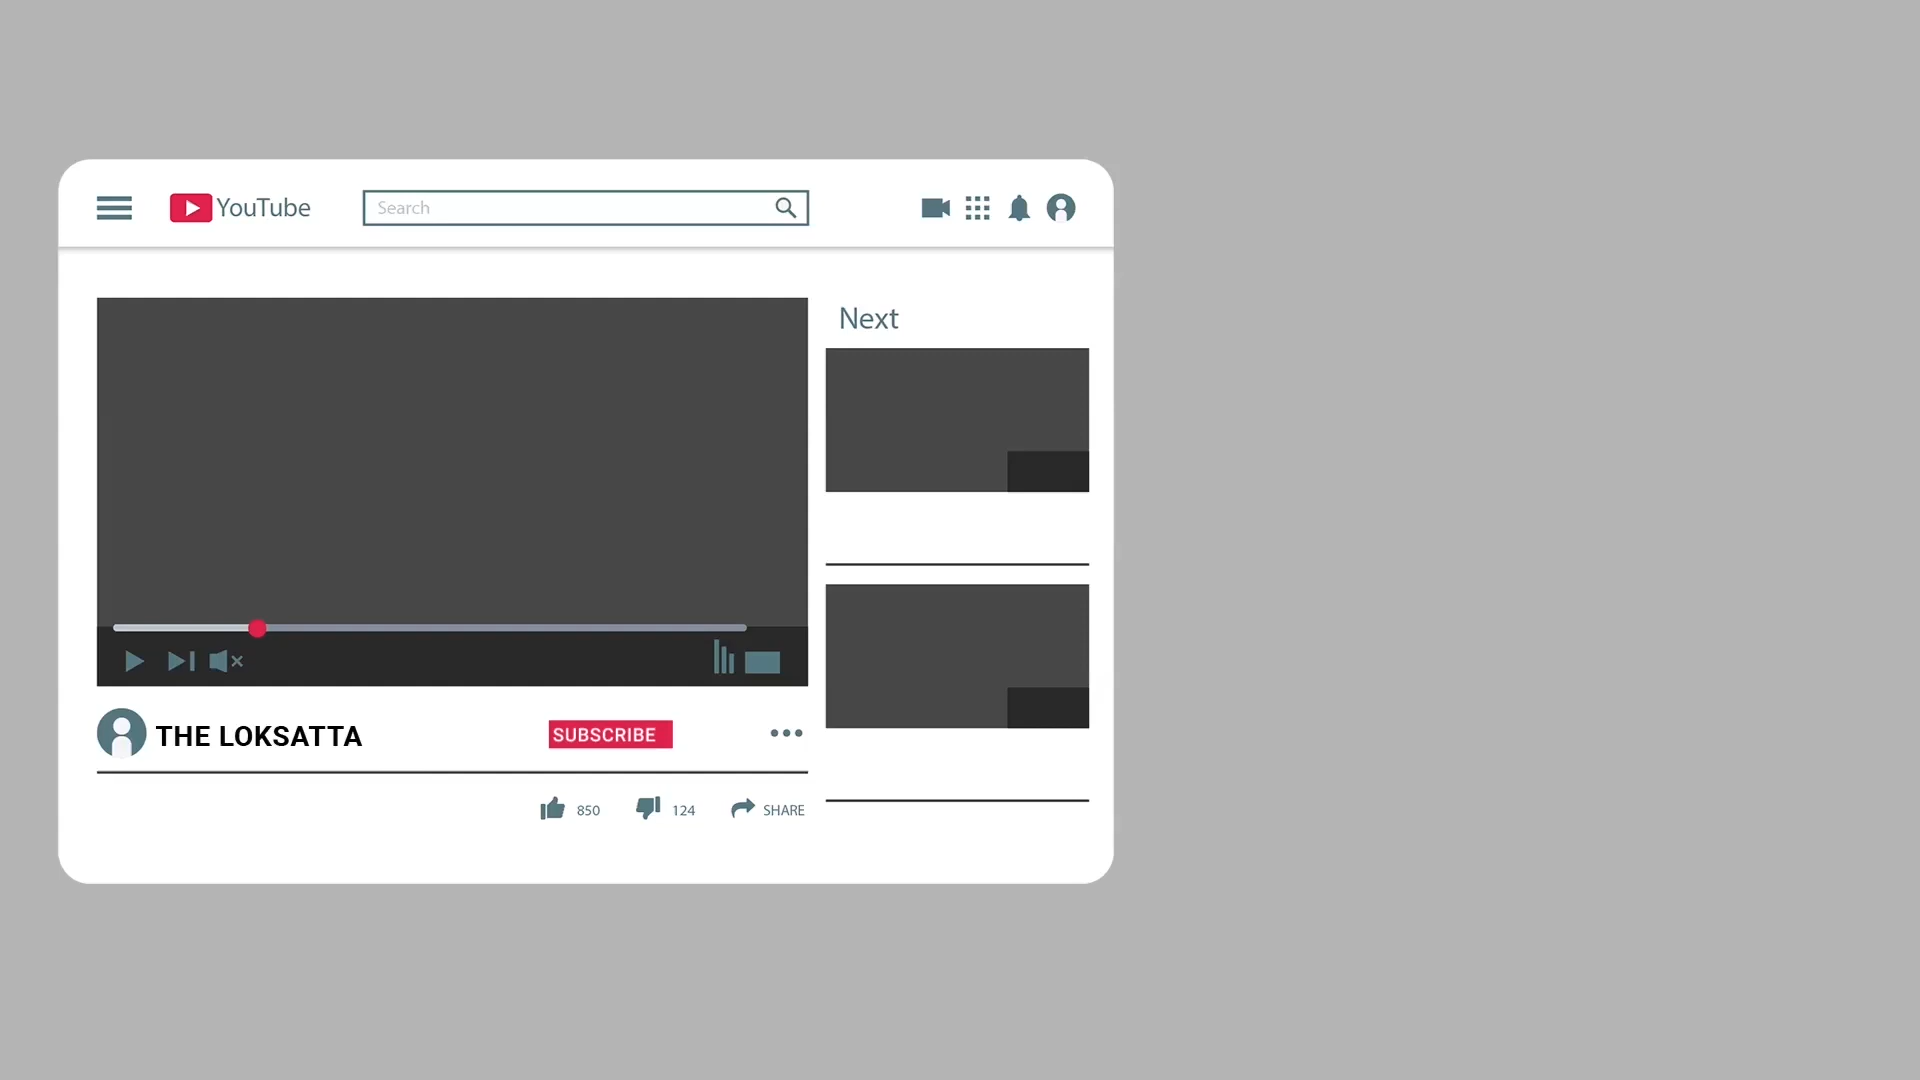 YouTube
Search
Next
THE LOKSATTA
SUBSCRIBE
850
124
SHARE